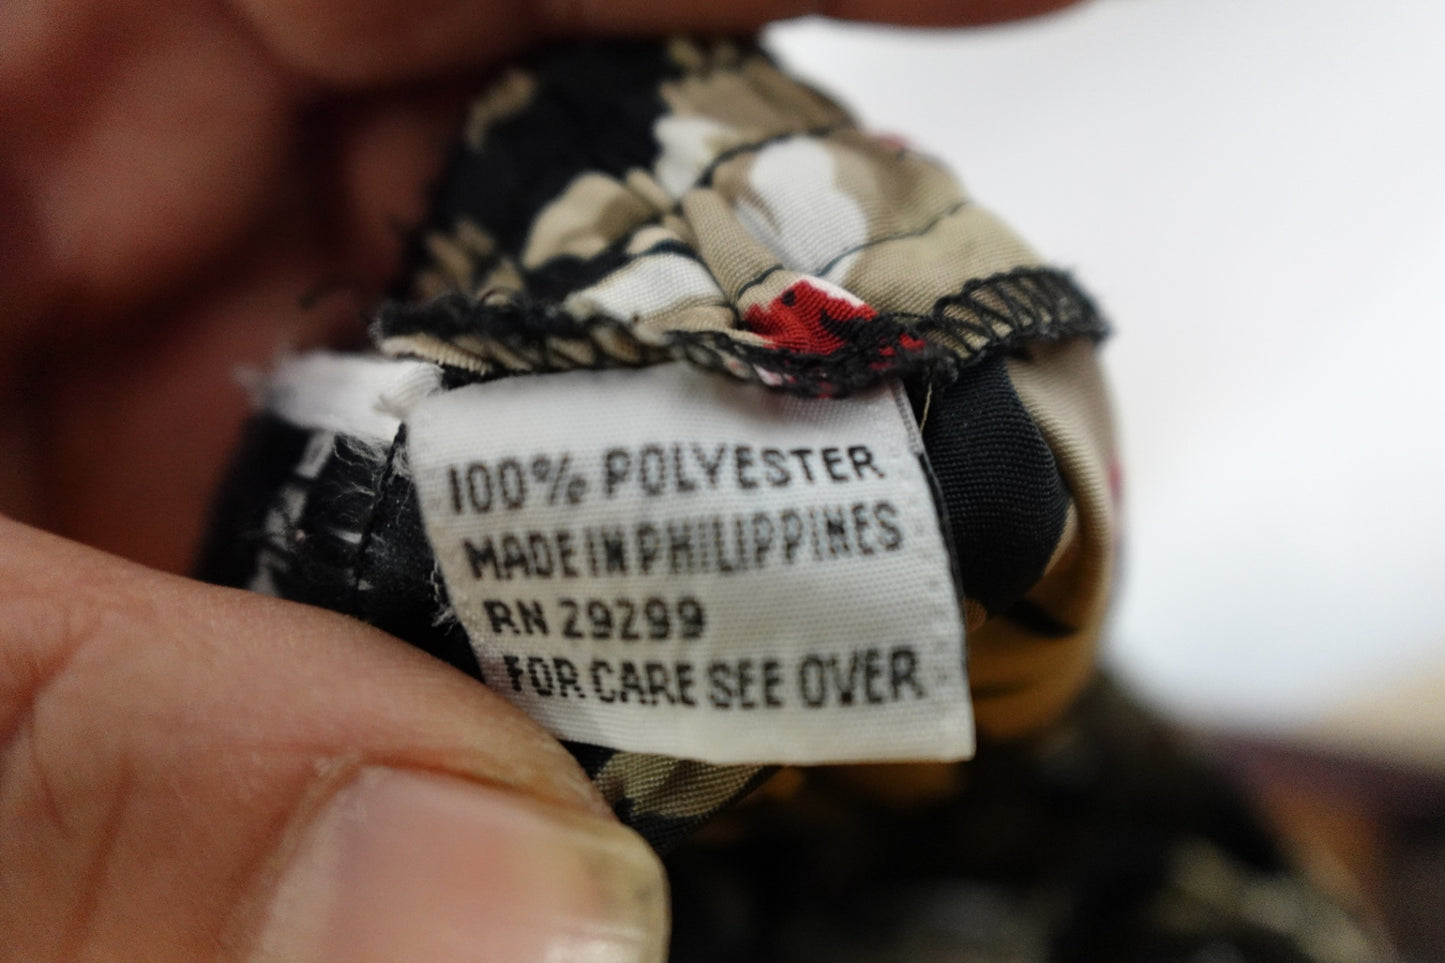 100% POLYESTER
MADE IN PHILIPPINES
RN 29299
FOR CARE SEE OVER